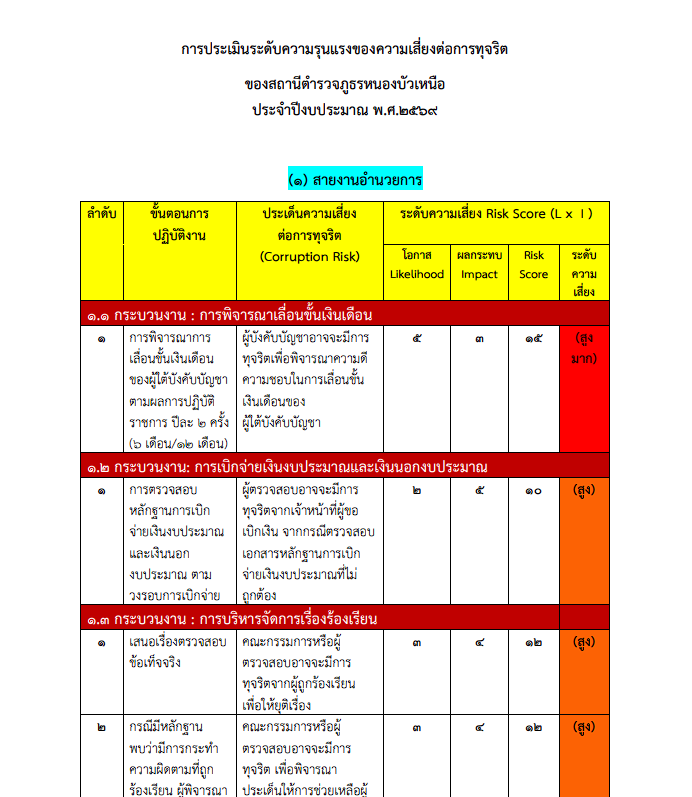 การประเมินระดับความรุนแรงของความเสี่ยงต่อการทุจริต
ของสถานีตำรวจภูธรหนองบัวเหนือ
ประจำปีงบประมาณ พ.ศ.๒๕๖๙
(๑) สายงานอำนวยการ
ลำดับ
ขั้นตอนการ
ปฏิบัติงาน
ประเด็นความเสี่ยง
ต่อการทุจริต
(Corruption Risk)
ระดับความเสี่ยง Risk Score (L x I)
โอกาส
Likelihood
ผลกระทบ
Impact
Risk
Score
ระดับ
ความ
เสี่ยง
๑.๑ กระบวนงาน : การพิจารณาเลื่อนขั้นเงินเดือน
๑
การพิจารณาการ
เลื่อนขั้นเงินเดือน
ของผู้ใต้บังคับบัญชา
ตามผลการปฏิบัติ
ราชการ ปีละ ๒ ครั้ง
(๖ เดือน/๑๒ เดือน)
ผู้บังคับบัญชาอาจจะมีการ
ทุจริตเพื่อพิจารณาความดี
ความชอบในการเลื่อนขั้น
เงินเดือนของ
ผู้ใต้บังคับบัญชา
๕
๓
๑๕
(สูง
มาก)
๑.๒ กระบวนงาน: การเบิกจ่ายเงินงบประมาณและเงินนอกงบประมาณ
๑
การตรวจสอบ
หลักฐานการเบิก
จ่ายเงินงบประมาณ
และเงินนอก
งบประมาณ ตาม
วงรอบการเบิกจ่าย
ผู้ตรวจสอบอาจจะมีการ
ทุจริตจากเจ้าหน้าที่ผู้ขอ
เบิกเงิน จากกรณีตรวจสอบ
เอกสารหลักฐานการเบิก
จ่ายเงินงบประมาณที่ไม่
ถูกต้อง
๒
๕
๑๐
(สูง)
๑.๓ กระบวนงาน : การบริหารจัดการเรื่องร้องเรียน
๑
เสนอเรื่องตรวจสอบ
ข้อเท็จจริง
คณะกรรมการหรือผู้
ตรวจสอบอาจจะมีการ
ทุจริตจากผู้ถูกร้องเรียน
เพื่อให้ยุติเรื่อง
๓
๔
๑๒
(สูง)
๒
กรณีมีหลักฐาน
พบว่ามีการกระทำ
ความผิดตามที่ถูก
ร้องเรียน ผู้พิจารณา
คณะกรรมการหรือผู้
ตรวจสอบอาจจะมีการ
ทุจริต เพื่อพิจารณา
ประเด็นให้การช่วยเหลือผู้
๓
๔
๑๒
(สูง)